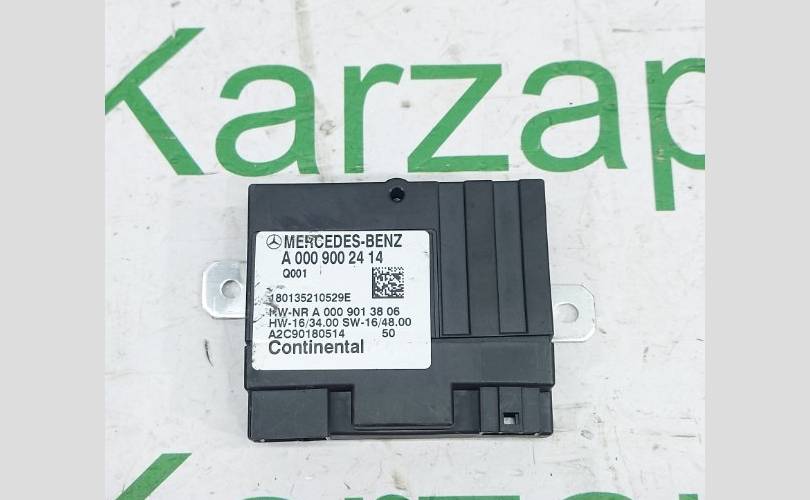 Karzap
MERCEDES-BENZ
A 000 900 24 14
Q001
180135210529E
HW-NR A 000 901 38 06
HW-16/34.00 SW-16/48.00
A2C90180514 50
Continental